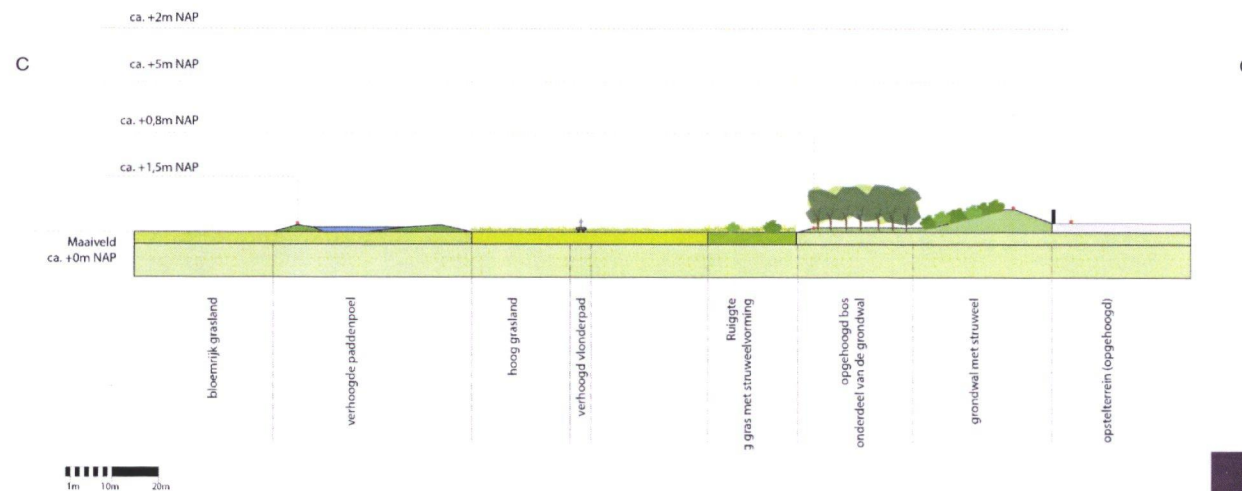 ca. +2m NAP
C
ca. +5m NAP
ca. +0,8m NAP
ca. +1,5m NAP
Maaiveld
ca. +0m NAP
bloemrijk grasland
verhoogde paddenpoel
hoog grasland
verhoogd vlonderpad
Ruiggte
g gras met struweelvorming
opgehoogd bos
onderdeel van de grondwal
grondwal met struweel
opstelterrein (opgehoogd)
1m 10m 20m